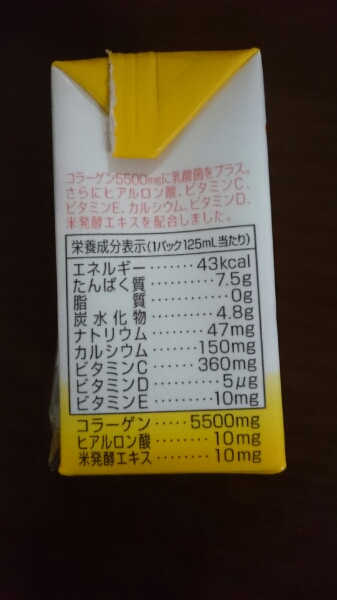 コラーゲン5500mgに乳酸菌をプラス。
さらにヒアルロン酸、ビタミンC、
ビタミンE、カルシウム、ビタミンD、
米発酵エキスを配合しました。
栄養成分表示(1パック125mL当たり)
エネルギー········43kcal
たんぱく質··········7.5g
脂　　　質············0g
炭水化物··········4.8g
ナトリウム········47mg
カルシウム······150mg
ビタミンC·······360mg
ビタミンD··········5μg
ビタミンE·········10mg
コラーゲン·····5500mg
ヒアルロン酸·······10mg
米発酵エキス·······10mg